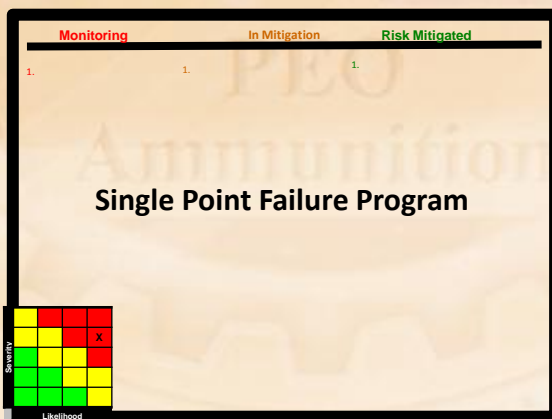 Monitoring In Mitigation Risk Mitigated
1. 1. 1.
PEO
Ammunition
Single Point Failure Program
X
Severity
Likelihood